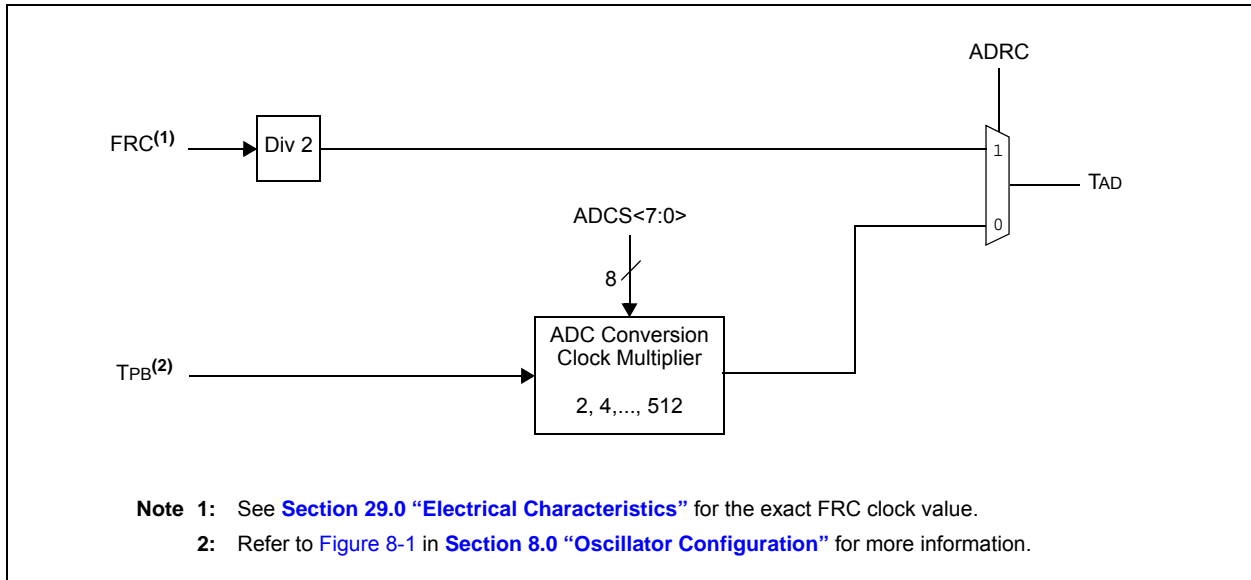 ADRC
FRC(1)
Div 2
1
TAD
ADCS<7:0>
0
8
ADC Conversion
Clock Multiplier
TPB(2)
2, 4,..., 512
Note 1: See Section 29.0 “Electrical Characteristics” for the exact FRC clock value.
2: Refer to Figure 8-1 in Section 8.0 “Oscillator Configuration” for more information.